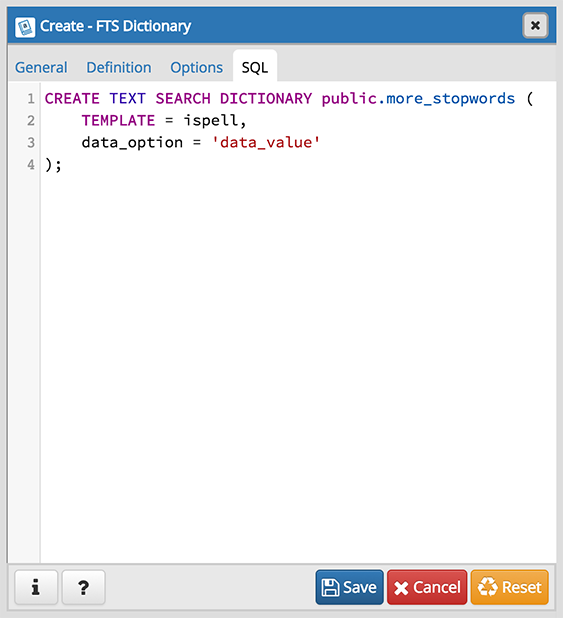 Create - FTS Dictionary
General Definition Options SQL
1 CREATE TEXT SEARCH DICTIONARY public.more_stopwords (
2     TEMPLATE = ispell,
3     data_option = 'data_value'
4 );
i ? Save Cancel Reset